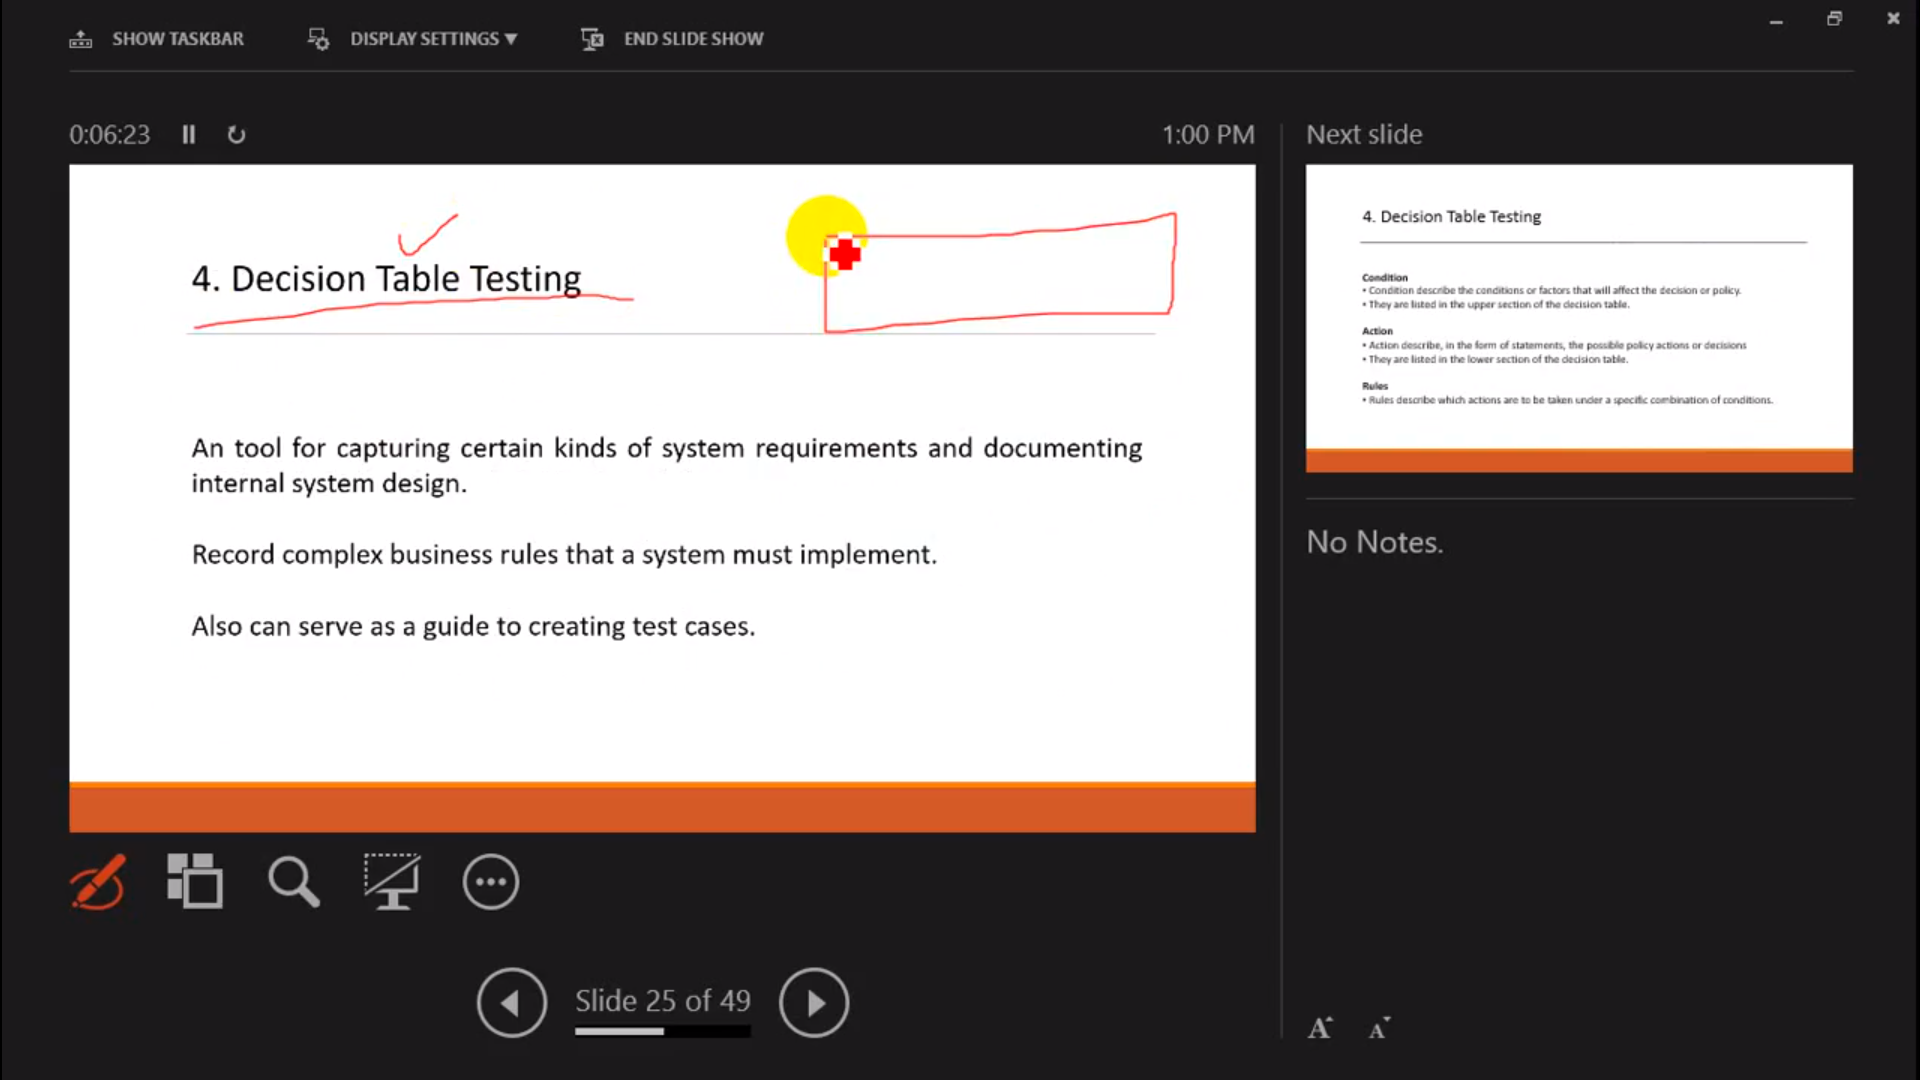 SHOW TASKBAR
DISPLAY SETTINGS ▼
END SLIDE SHOW
0:06:23
1:00 PM
4. Decision Table Testing
An tool for capturing certain kinds of system requirements and documenting
internal system design.
Record complex business rules that a system must implement.
Also can serve as a guide to creating test cases.
Slide 25 of 49
Next slide
4. Decision Table Testing
Condition
• Condition describe the conditions or factors that will affect the decision or policy.
• They are listed in the upper section of the decision table.
Action
• Action describe, in the form of statements, the possible policy actions or decisions
• They are listed in the lower section of the decision table.
Rules
• Rules describe which actions are to be taken under a specific combination of conditions.
No Notes.
A A